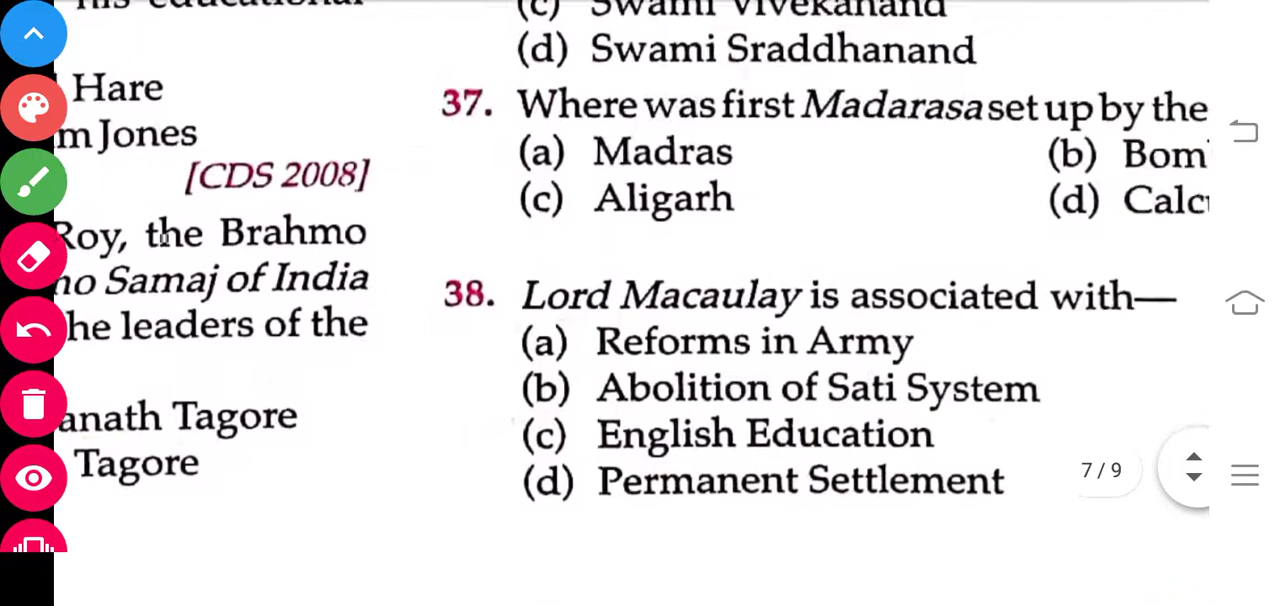 Hare
m Jones
[CDS 2008]
Roy, the Brahmo
no Samaj of India
he leaders of the
anath Tagore
Tagore
(c) Swami Vivekanand
(d) Swami Sraddhanand
37. Where was first Madarasa set up by the
(a) Madras
(b) Bom
(c) Aligarh
(d) Calc
38. Lord Macaulay is associated with—
(a) Reforms in Army
(b) Abolition of Sati System
(c) English Education
(d) Permanent Settlement
7 / 9